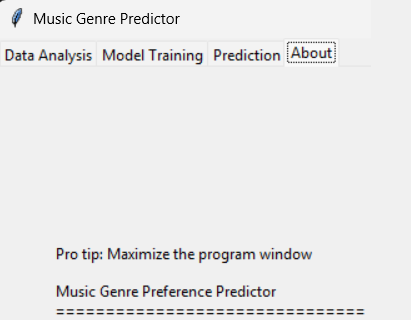 Music Genre Predictor
Data Analysis Model Training Prediction About
Pro tip: Maximize the program window
Music Genre Preference Predictor
===============================